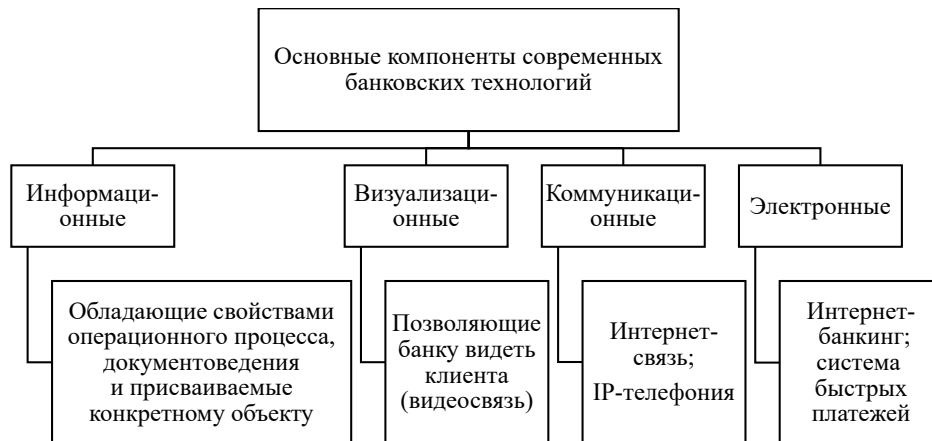 Основные компоненты современных
банковских технологий
Информаци-
онные
Визуализаци-
онные
Коммуникаци-
онные
Электронные
Обладающие свойствами
операционного процесса,
документоведения
и присваиваемые
конкретному объекту
Позволяющие
банку видеть
клиента
(видеосвязь)
Интернет-
связь;
IP-телефония
Интернет-
банкинг;
система
быстрых
платежей